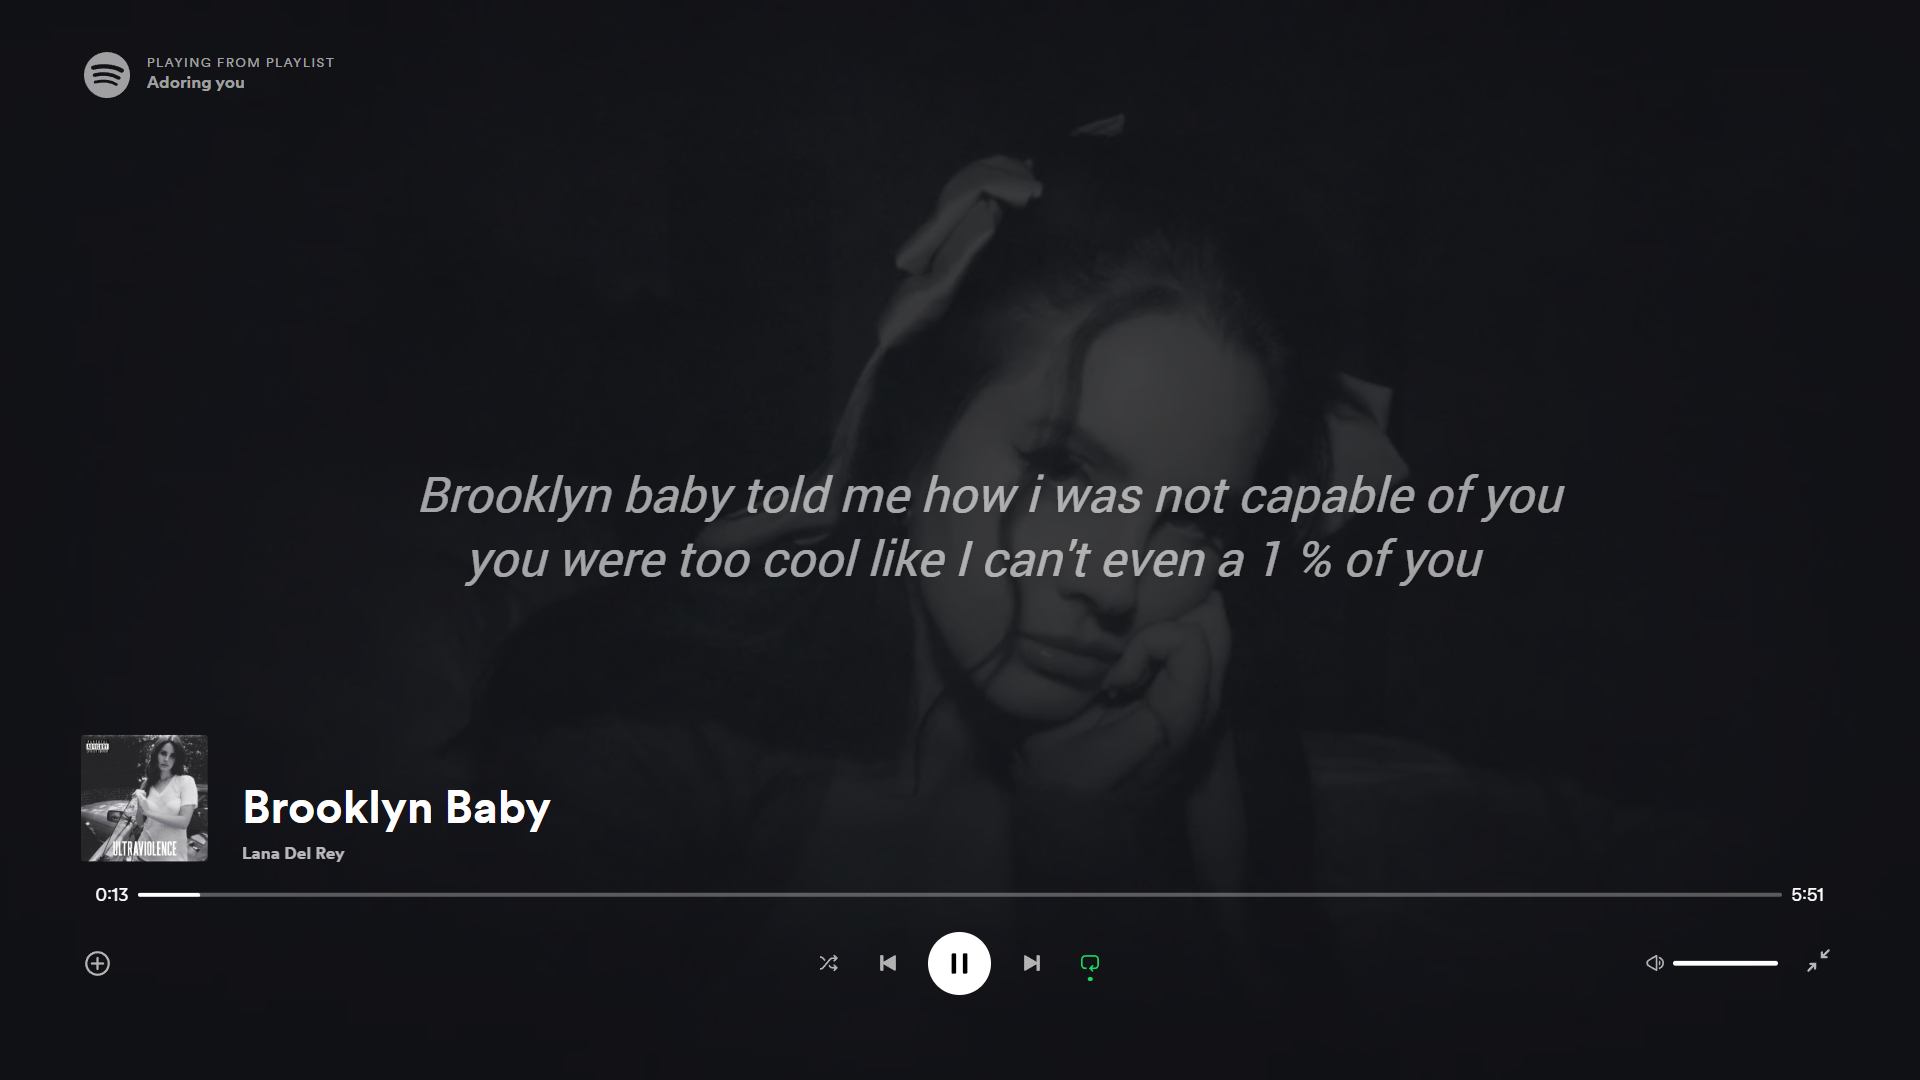 PLAYING FROM PLAYLIST
Adoring you
Brooklyn baby told me how i was not capable of you
you were too cool like I can't even a 1 % of you
ULTRAVIOLENCE
Brooklyn Baby
Lana Del Rey
0:13
5:51